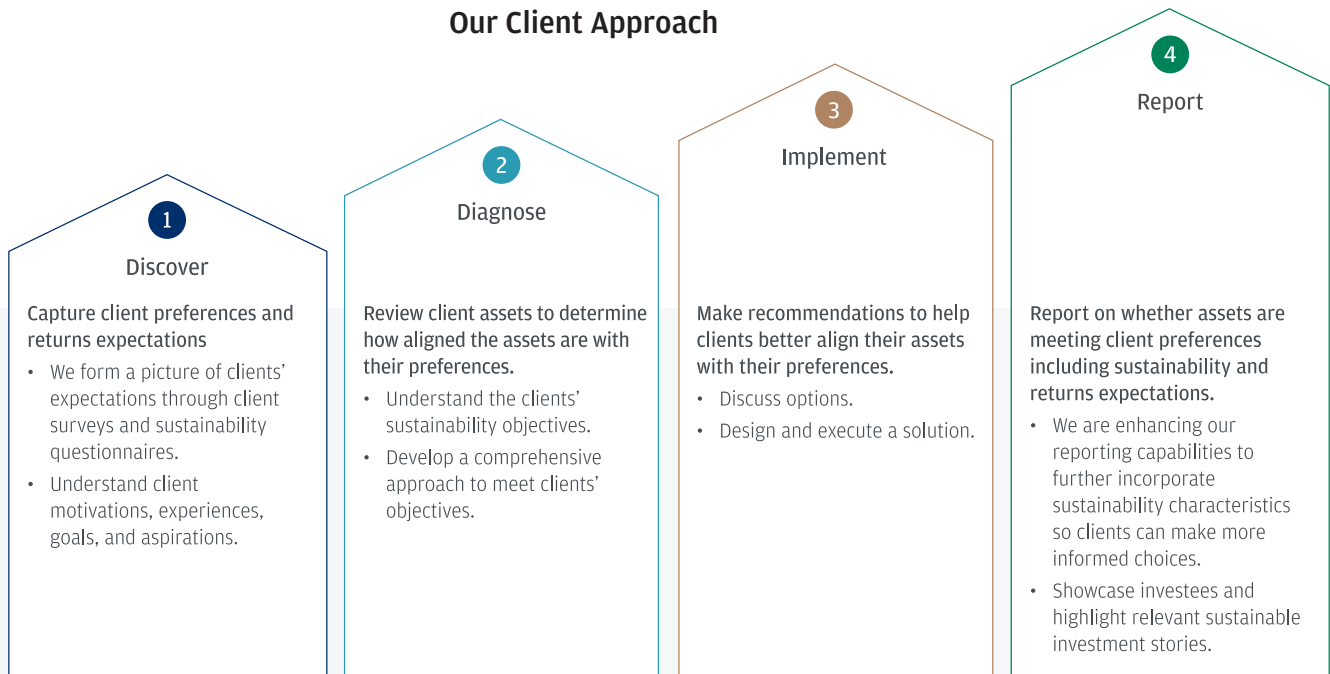 Our Client Approach
1
Discover
Capture client preferences and
returns expectations
• We form a picture of clients’
expectations through client
surveys and sustainability
questionnaires.
• Understand client
motivations, experiences,
goals, and aspirations.
2
Diagnose
Review client assets to determine
how aligned the assets are with
their preferences.
• Understand the clients’
sustainability objectives.
• Develop a comprehensive
approach to meet clients’
objectives.
3
Implement
Make recommendations to help
clients better align their assets
with their preferences.
• Discuss options.
• Design and execute a solution.
4
Report
Report on whether assets are
meeting client preferences
including sustainability and
returns expectations.
• We are enhancing our
reporting capabilities to
further incorporate
sustainability characteristics
so clients can make more
informed choices.
• Showcase investees and
highlight relevant sustainable
investment stories.